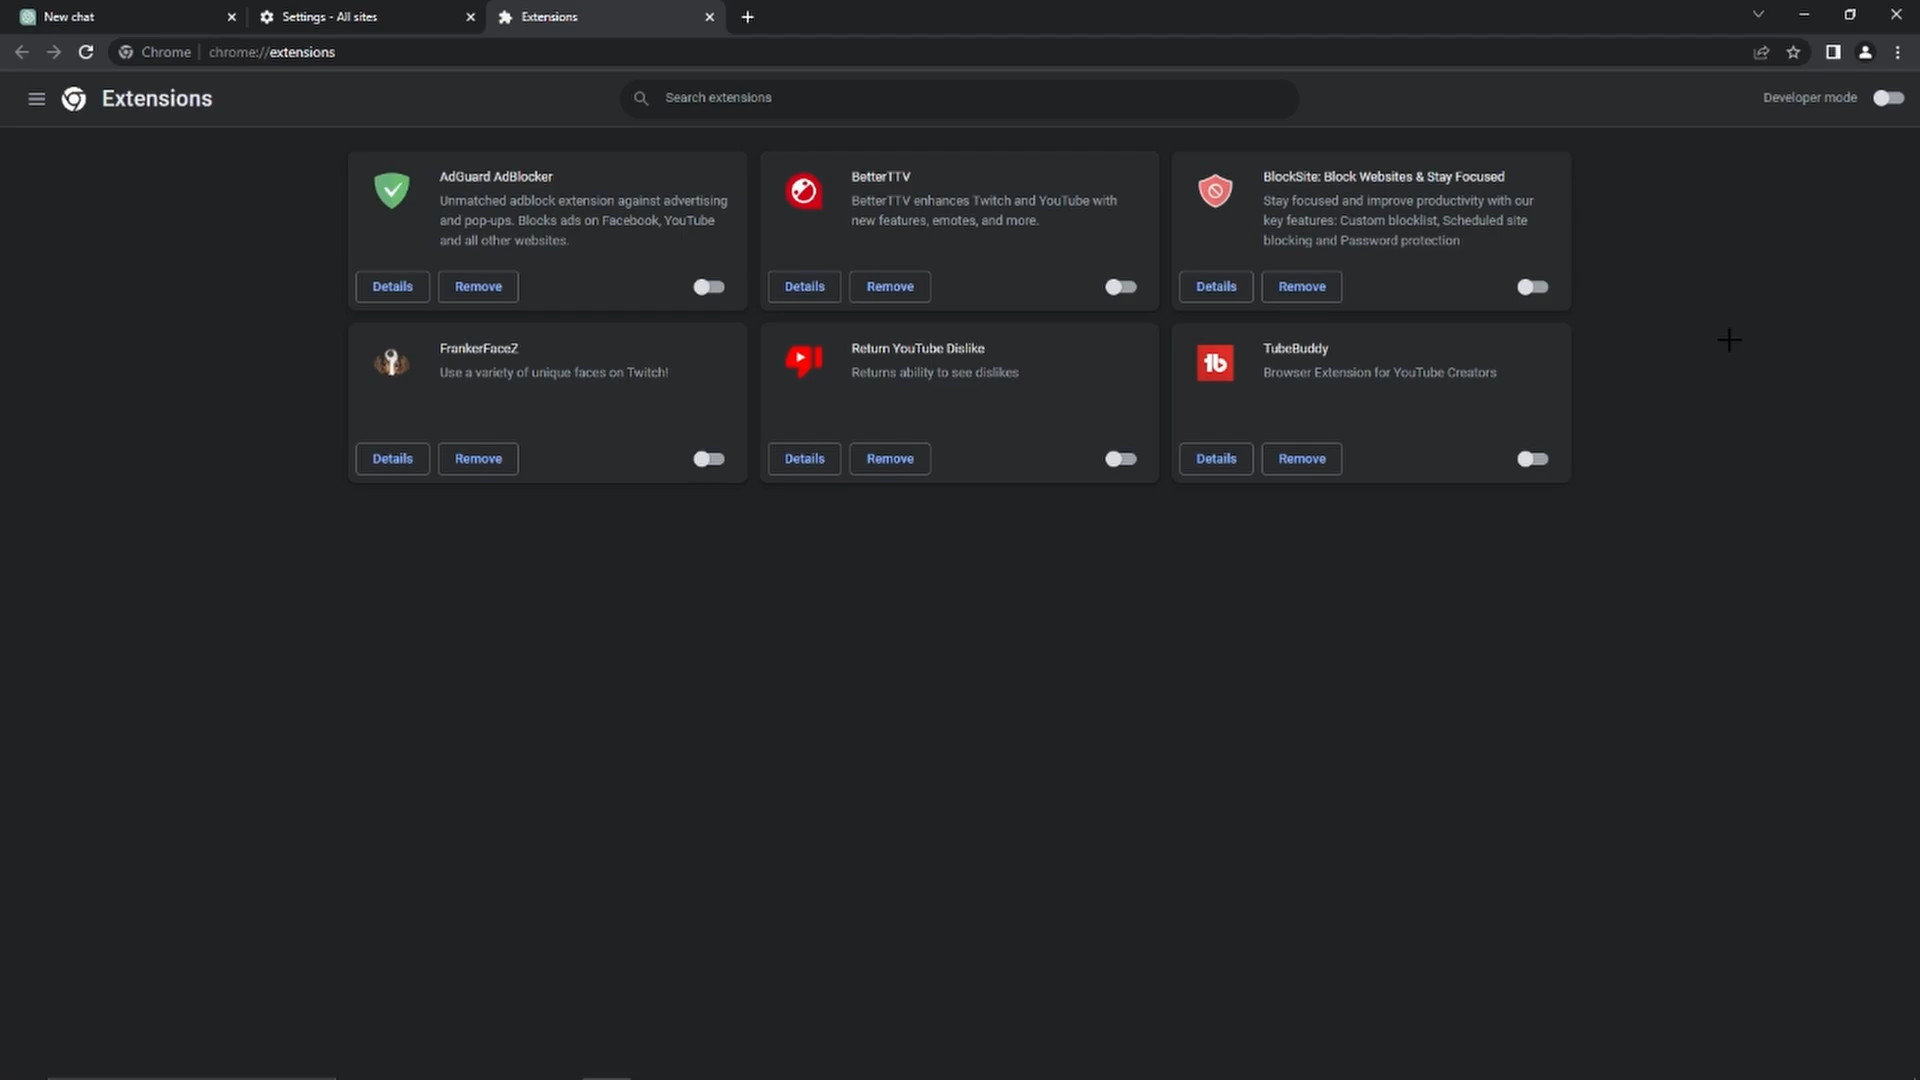 New chat
Settings - All sites
Extensions
Chrome
chrome://extensions
Extensions
Search extensions
Developer mode
AdGuard AdBlocker
Unmatched adblock extension against advertising
and pop-ups. Blocks ads on Facebook, YouTube
and all other websites.
Details
Remove
BetterTTV
BetterTTV enhances Twitch and YouTube with
new features, emotes, and more.
Details
Remove
BlockSite: Block Websites & Stay Focused
Stay focused and improve productivity with our
key features: Custom blocklist, Scheduled site
blocking and Password protection
Details
Remove
FrankerFaceZ
Use a variety of unique faces on Twitch!
Details
Remove
Return YouTube Dislike
Returns ability to see dislikes
Details
Remove
tb
TubeBuddy
Browser Extension for YouTube Creators
Details
Remove